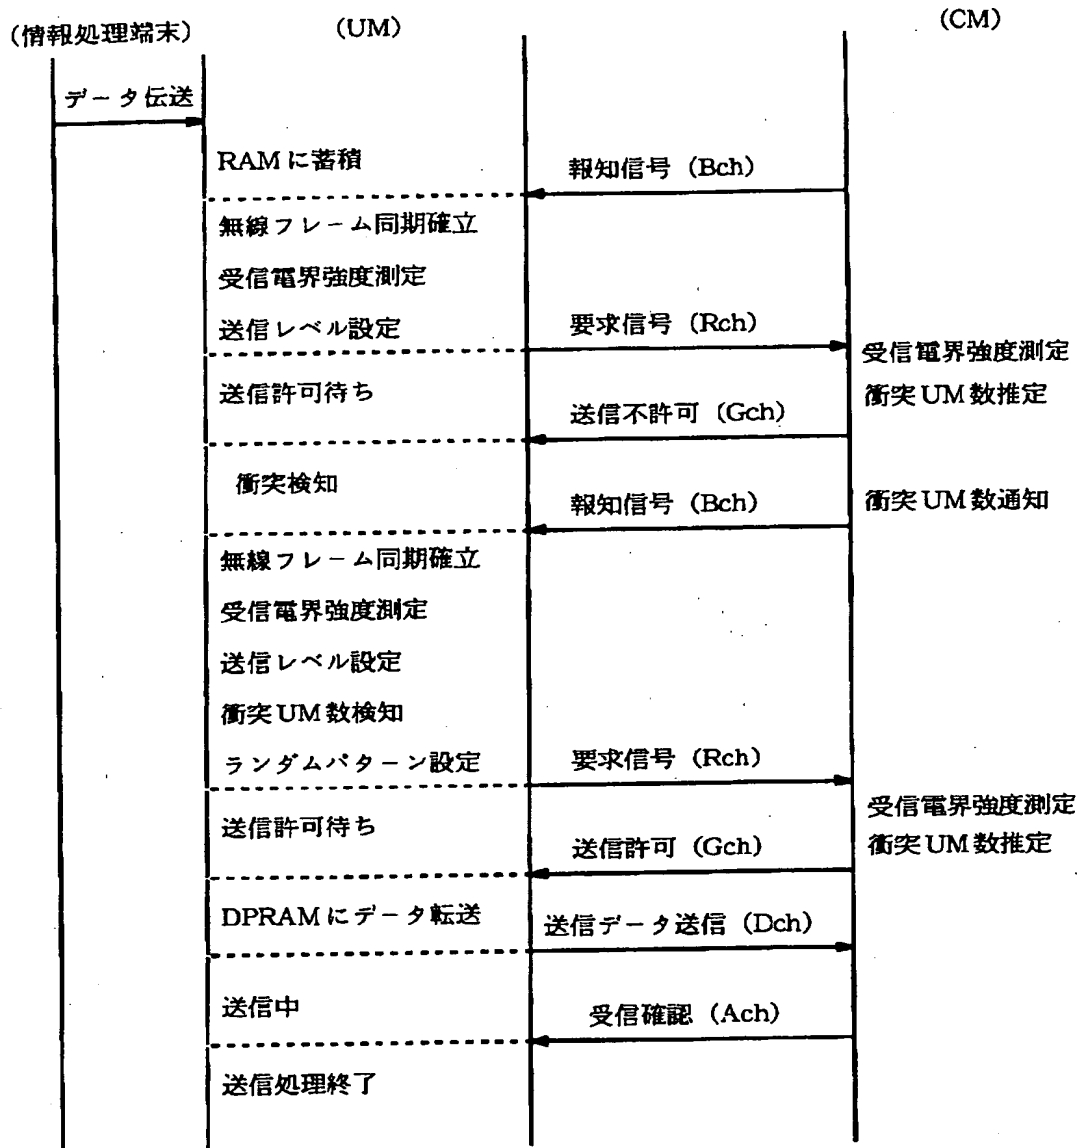 (情報処理端末)
(UM)
(CM)
データ伝送
RAMに蓄積
報知信号 (Bch)
無線フレーム同期確立
受信電界強度測定
送信レベル設定
要求信号 (Rch)
受信電界強度測定
送信許可待ち
衝突UM数推定
送信不許可 (Gch)
衝突検知
報知信号 (Bch)
衝突UM数通知
無線フレーム同期確立
受信電界強度測定
送信レベル設定
衝突UM数検知
ランダムパターン設定
要求信号 (Rch)
受信電界強度測定
送信許可待ち
衝突UM数推定
送信許可 (Gch)
DPRAMにデータ転送
送信データ送信 (Dch)
送信中
受信確認 (Ach)
送信処理終了